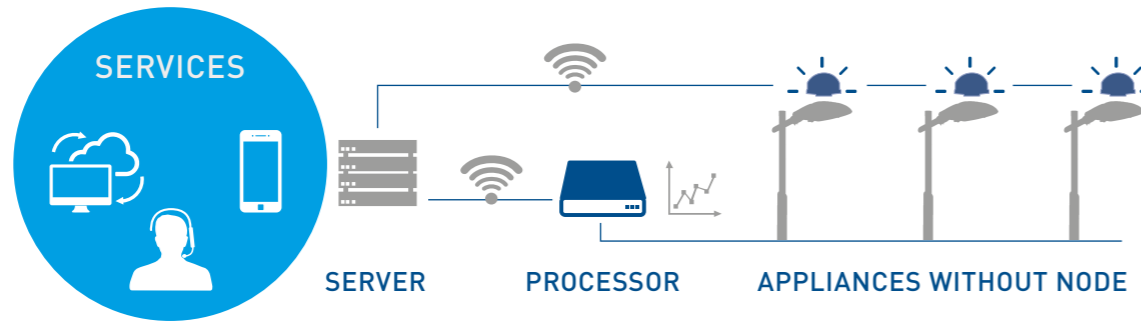 SERVICES
SERVER
PROCESSOR
APPLIANCES WITHOUT NODE